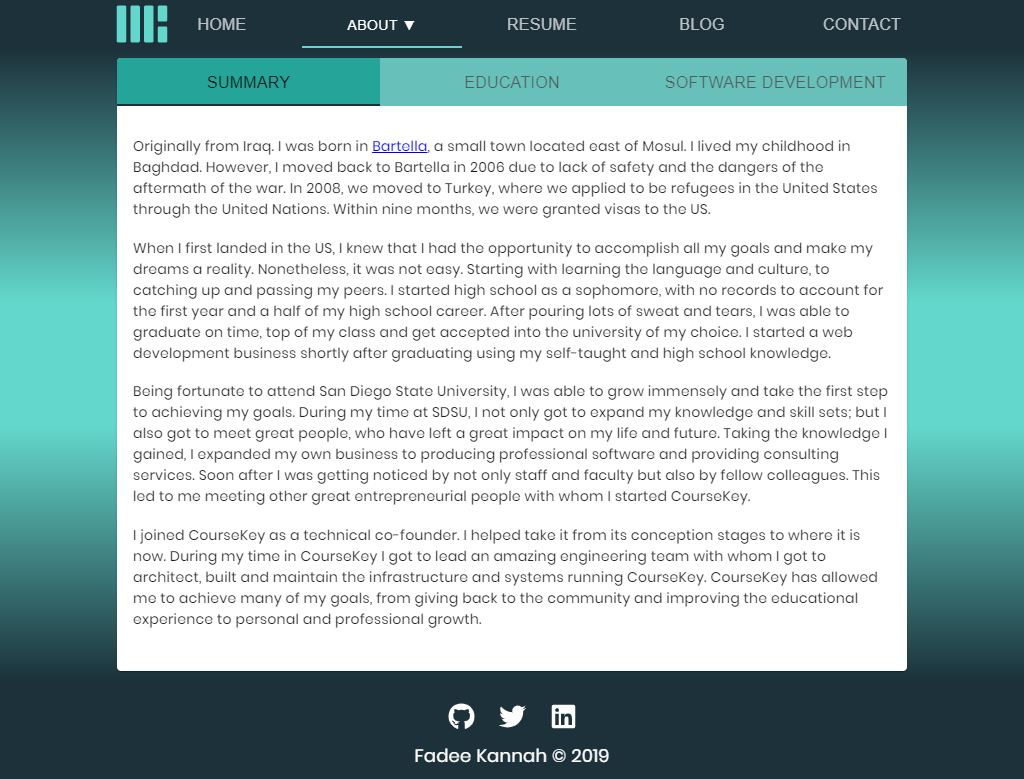 HOME ABOUT ▼ RESUME BLOG CONTACT
SUMMARY EDUCATION SOFTWARE DEVELOPMENT
Originally from Iraq. I was born in Bartella, a small town located east of Mosul. I lived my childhood in
Baghdad. However, I moved back to Bartella in 2006 due to lack of safety and the dangers of the
aftermath of the war. In 2008, we moved to Turkey, where we applied to be refugees in the United States
through the United Nations. Within nine months, we were granted visas to the US.
When I first landed in the US, I knew that I had the opportunity to accomplish all my goals and make my
dreams a reality. Nonetheless, it was not easy. Starting with learning the language and culture, to
catching up and passing my peers. I started high school as a sophomore, with no records to account for
the first year and a half of my high school career. After pouring lots of sweat and tears, I was able to
graduate on time, top of my class and get accepted into the university of my choice. I started a web
development business shortly after graduating using my self-taught and high school knowledge.
Being fortunate to attend San Diego State University, I was able to grow immensely and take the first step
to achieving my goals. During my time at SDSU, I not only got to expand my knowledge and skill sets; but I
also got to meet great people, who have left a great impact on my life and future. Taking the knowledge I
gained, I expanded my own business to producing professional software and providing consulting
services. Soon after I was getting noticed by not only staff and faculty but also by fellow colleagues. This
led to me meeting other great entrepreneurial people with whom I started CourseKey.
I joined CourseKey as a technical co-founder. I helped take it from its conception stages to where it is
now. During my time in CourseKey I got to lead an amazing engineering team with whom I got to
architect, built and maintain the infrastructure and systems running CourseKey. CourseKey has allowed
me to achieve many of my goals, from giving back to the community and improving the educational
experience to personal and professional growth.
Fadee Kannah © 2019